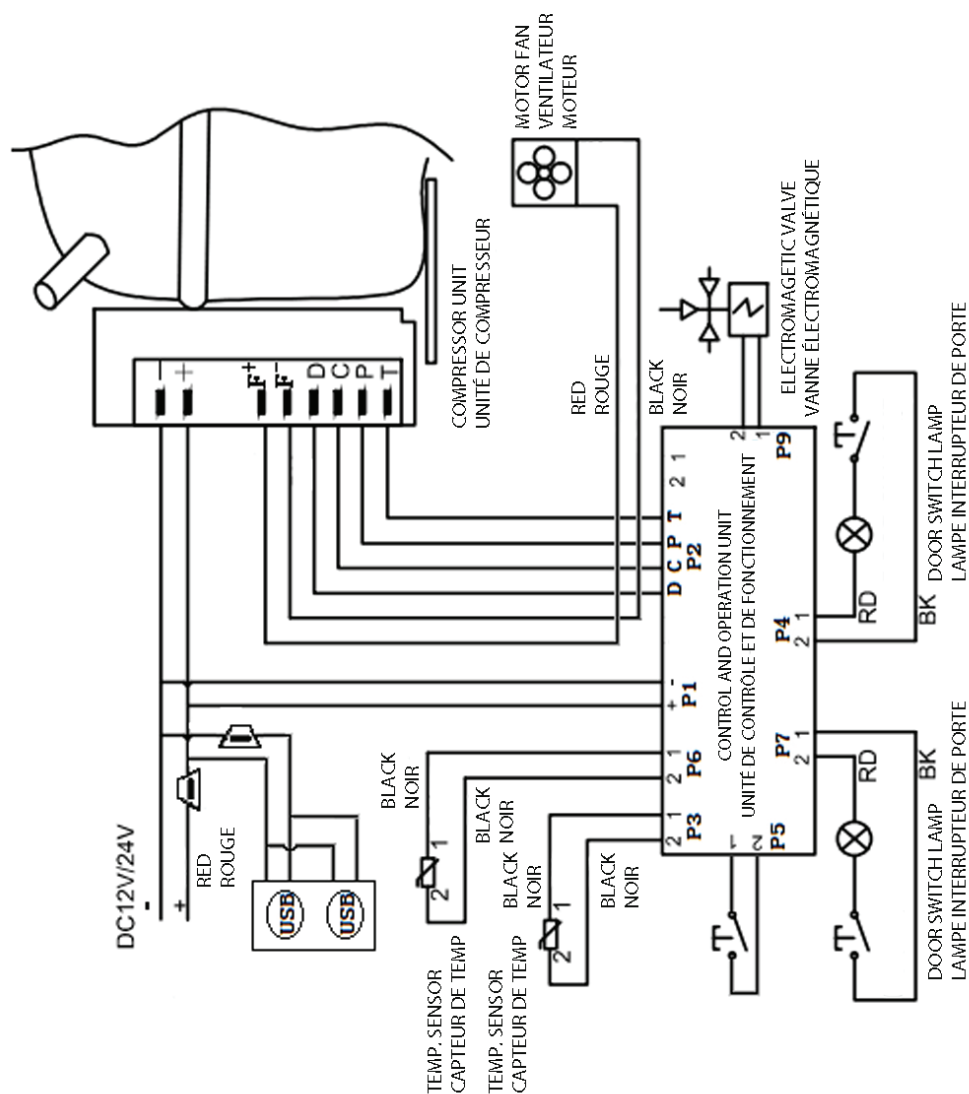 DC12V/24V
-
+
RED
ROUGE
USB
USB
BLACK
NOIR
BLACK
NOIR
BLACK
NOIR
BLACK
NOIR
1
2
1
2
TEMP. SENSOR
CAPTEUR DE TEMP
TEMP. SENSOR
CAPTEUR DE TEMP
-
+
F+
F-
D
C
P
T
COMPRESSOR UNIT
UNITÉ DE COMPRESSEUR
MOTOR FAN
VENTILATEUR
MOTEUR
RED
ROUGE
BLACK
NOIR
ELECTROMAGETIC VALVE
VANNE ÉLECTROMAGNÉTIQUE
2 1
P3
2 1
P6
+ -
P1
D C P T
P2
2 1
2
1
P9
CONTROL AND OPERATION UNIT
UNITÉ DE CONTRÔLE ET DE FONCTIONNEMENT
1
2
P5
P7
2 1
P4
2 1
RD
BK
RD
BK
DOOR SWITCH LAMP
LAMPE INTERRUPTEUR DE PORTE
DOOR SWITCH LAMP
LAMPE INTERRUPTEUR DE PORTE